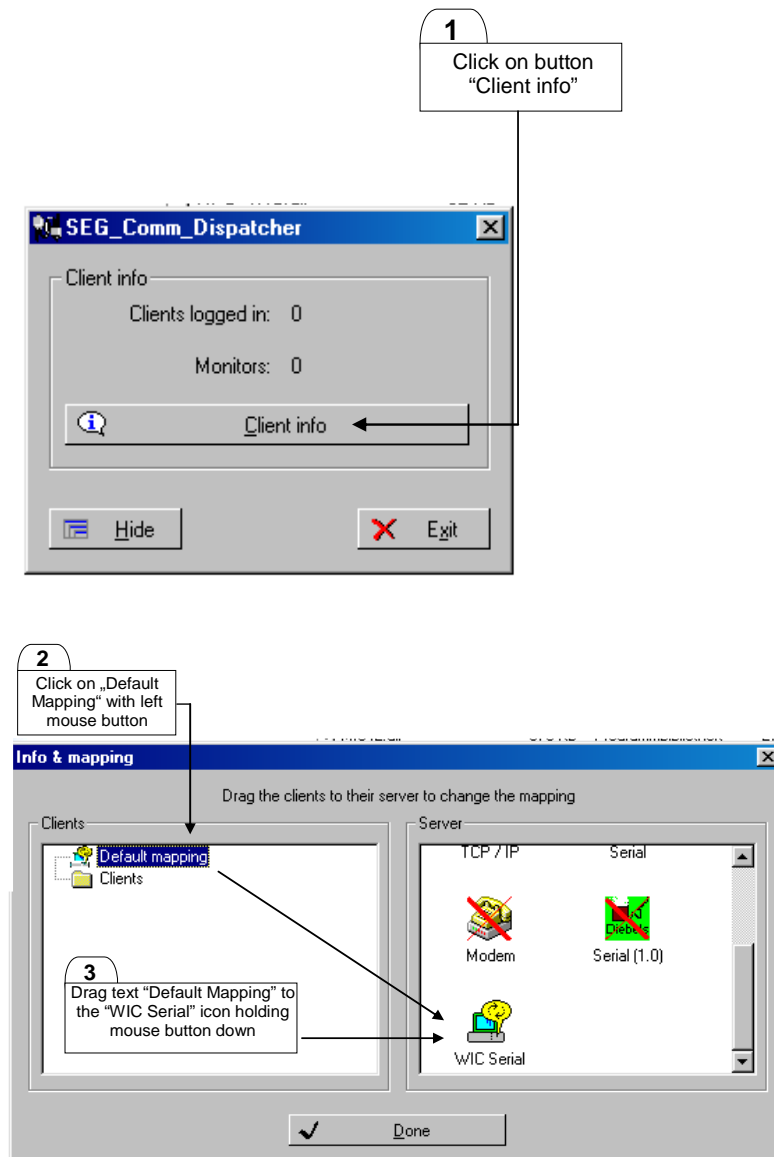 1
Click on button
“Client info”
SEG_Comm_Dispatcher
Client info
Clients logged in: 0
Monitors: 0
Client info
Hide
Exit
2
Click on „Default
Mapping“ with left
mouse button
Info & mapping
Drag the clients to their server to change the mapping
Clients
Server
Default mapping
Clients
TCP / IP
Serial
Modem
Diebels
Serial (1.0)
3
Drag text “Default Mapping” to
the “WIC Serial” icon holding
mouse button down
WIC Serial
Done